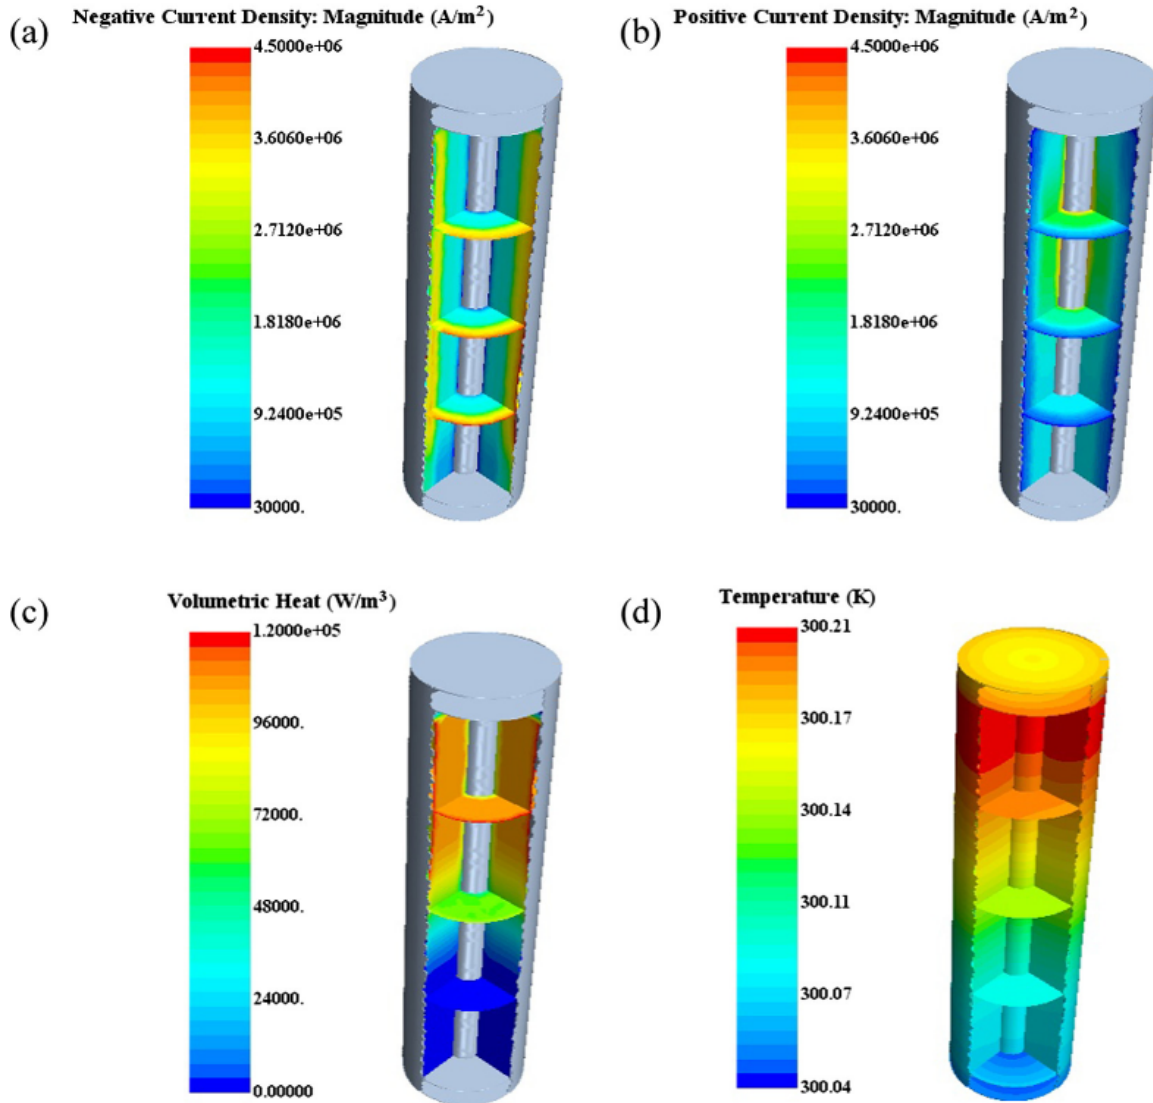 (a)
Negative Current Density: Magnitude (A/m²)
4.5000e+06
3.6060e+06
2.7120e+06
1.8180e+06
9.2400e+05
30000.
(b)
Positive Current Density: Magnitude (A/m²)
4.5000e+06
3.6060e+06
2.7120e+06
1.8180e+06
9.2400e+05
30000.
(c)
Volumetric Heat (W/m³)
1.2000e+05
96000.
72000.
48000.
24000.
0.00000
(d)
Temperature (K)
300.21
300.17
300.14
300.11
300.07
300.04